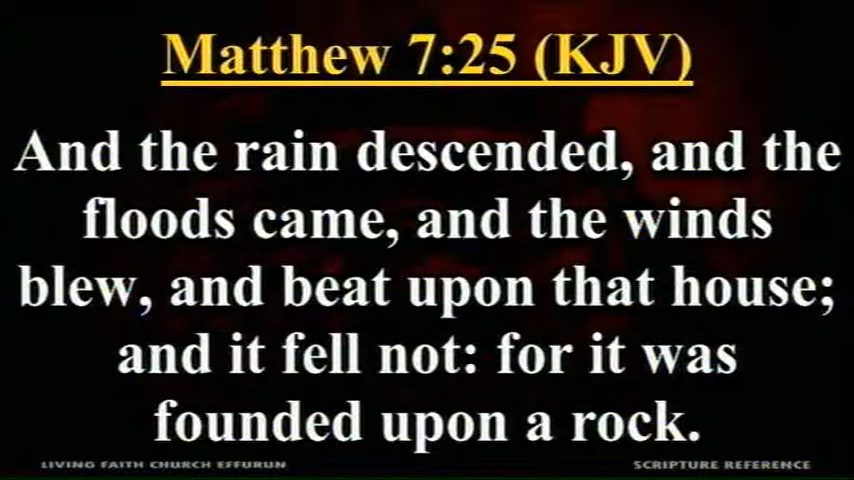 Matthew 7:25 (KJV)
And the rain descended, and the
floods came, and the winds
blew, and beat upon that house;
and it fell not: for it was
founded upon a rock.
LIVING FAITH CHURCH EFFURUN
SCRIPTURE REFERENCE